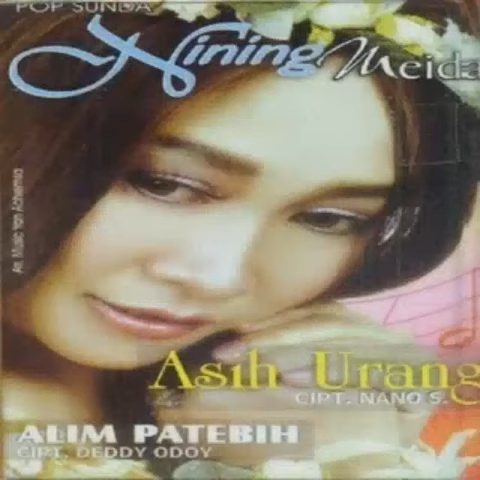 POP SUNDA
Nining Meida
Asih Urang
CIPT. NANO S.
ALIM PATEBIH
CIPT, DEDDY ODOY